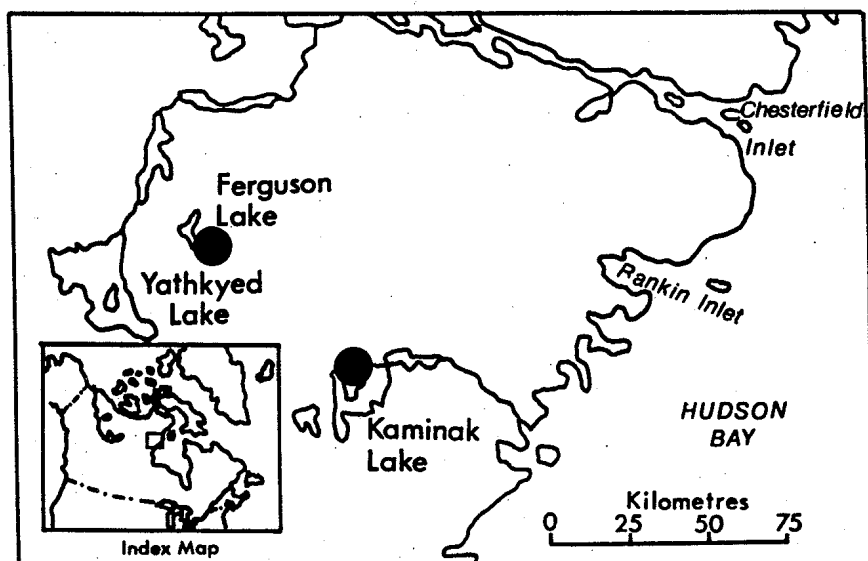 Chesterfield
Inlet
Ferguson
Lake
Yathkyed
Lake
Rankin Inlet
Kaminak
Lake
HUDSON
BAY
Kilometres
0 25 50 75
Index Map